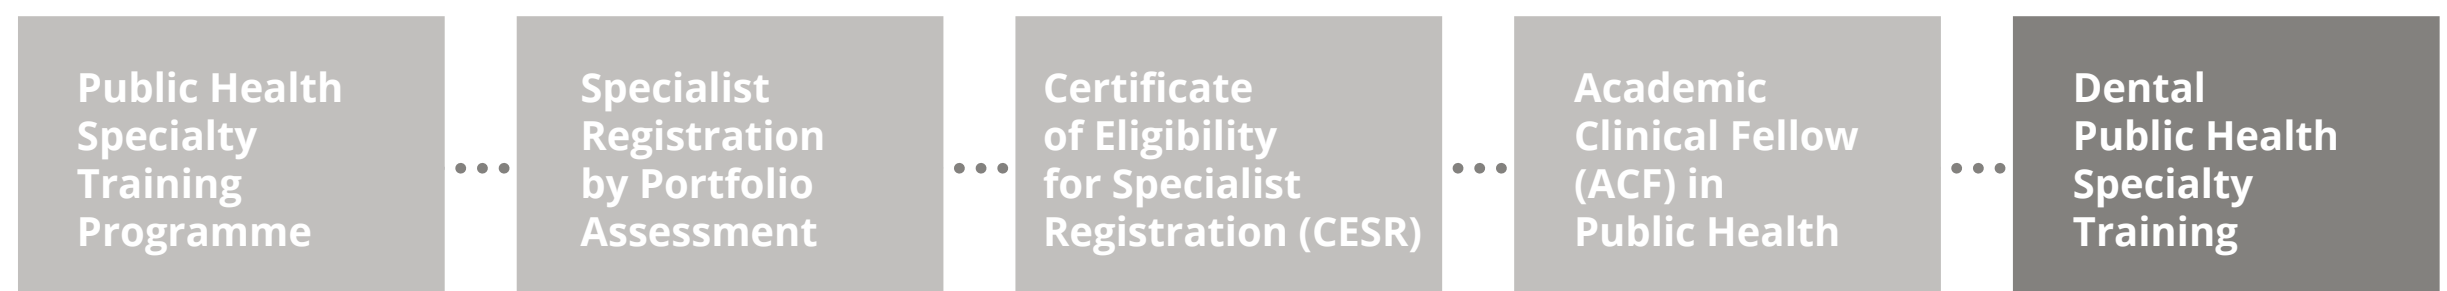 Public Health
Specialty
Training
Programme
Specialist
Registration
by Portfolio
Assessment
Certificate
of Eligibility
for Specialist
Registration (CESR)
Academic
Clinical Fellow
(ACF) in
Public Health
Dental
Public Health
Specialty
Training